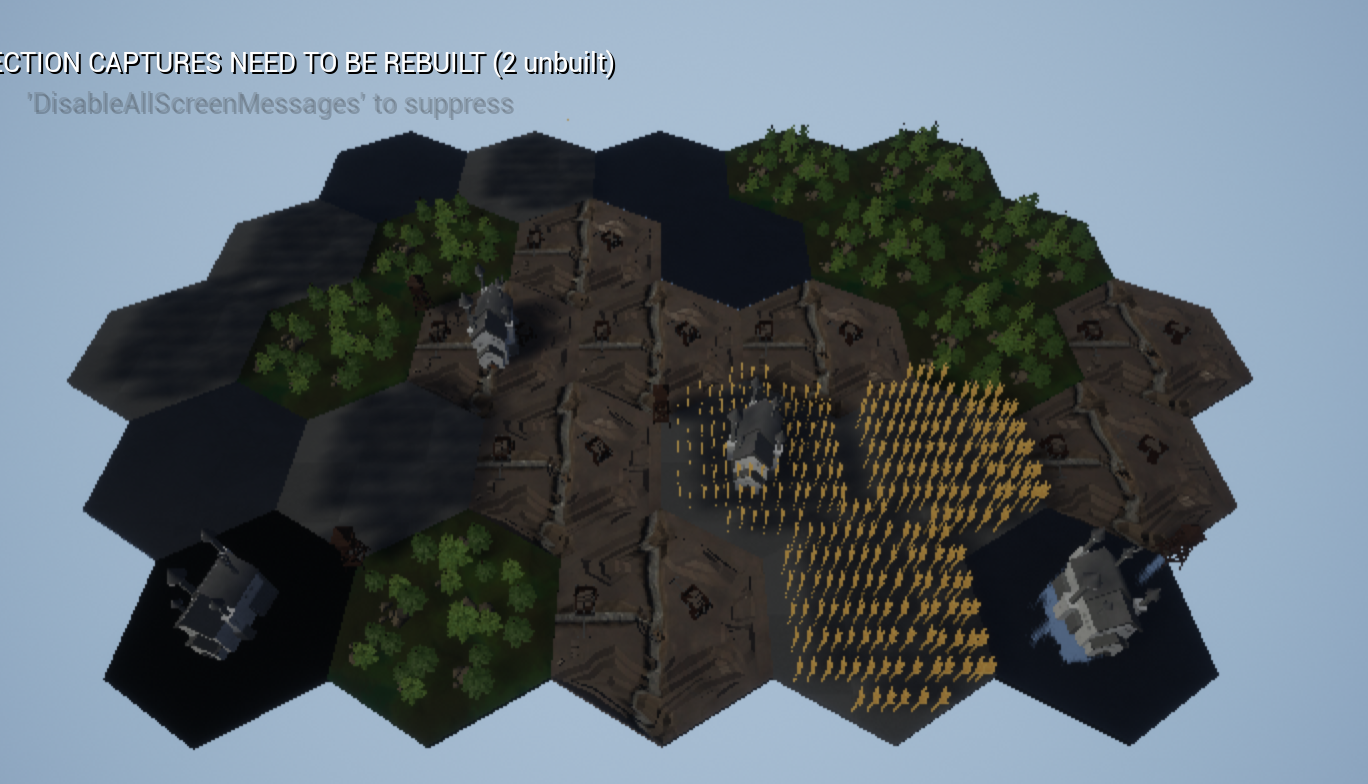 ECTION CAPTURES NEED TO BE REBUILT (2 unbuilt)
'DisableAllScreenMessages' to suppress